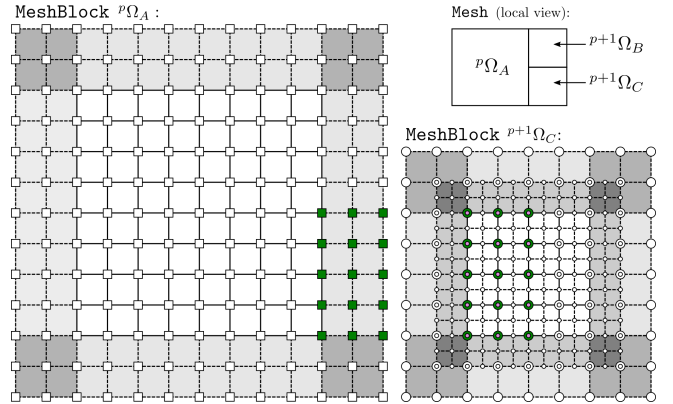 MeshBlock ᵖΩ_A :
Mesh (local view):
ᵖΩ_A
ᵖ⁺¹Ω_B
ᵖ⁺¹Ω_C
MeshBlock ᵖ⁺¹Ω_C: